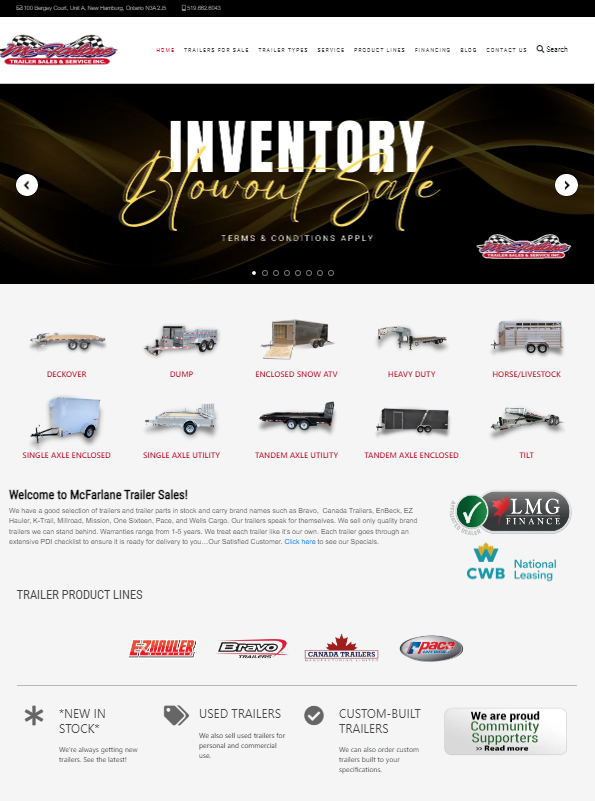 100 Bergey Court, Unit A, New Hamburg, Ontario N3A 2J5 519.662.6043
McFarlane
TRAILER SALES & SERVICE INC.
HOME TRAILERS FOR SALE TRAILER TYPES SERVICE PRODUCT LINES FINANCING BLOG CONTACT US Search
INVENTORY
Blowout Sale
TERMS & CONDITIONS APPLY
McFarlane
TRAILER SALES & SERVICE INC.
DECKOVER DUMP ENCLOSED SNOW ATV HEAVY DUTY HORSE/LIVESTOCK
SINGLE AXLE ENCLOSED SINGLE AXLE UTILITY TANDEM AXLE UTILITY TANDEM AXLE ENCLOSED TILT
Welcome to McFarlane Trailer Sales!
We have a good selection of trailers and trailer parts in stock and carry brand names such as Bravo, Canada Trailers, EnBeck, EZ
Hauler, K-Trail, Millroad, Mission, One Sixteen, Pace, and Wells Cargo. Our trailers speak for themselves. We sell only quality brand
trailers we can stand behind. Warranties range from 1-5 years. We treat each trailer like it's our own. Each trailer goes through an
extensive PDI checklist to ensure it is ready for delivery to you…Our Satisfied Customer. Click here to see our Specials.
AFFILIATED DEALER
LMG
FINANCE
CWB National
Leasing
TRAILER PRODUCT LINES
E-Z HAULER
Bravo
TRAILERS
CANADA TRAILERS
MANUFACTURING LIMITED
pace
AMERICAN
*NEW IN
STOCK*
We're always getting new
trailers. See the latest!
USED TRAILERS
We also sell used trailers for
personal and commercial
use.
CUSTOM-BUILT
TRAILERS
We can also order custom
trailers built to your
specifications.
We are proud
Community
Supporters
>> Read more